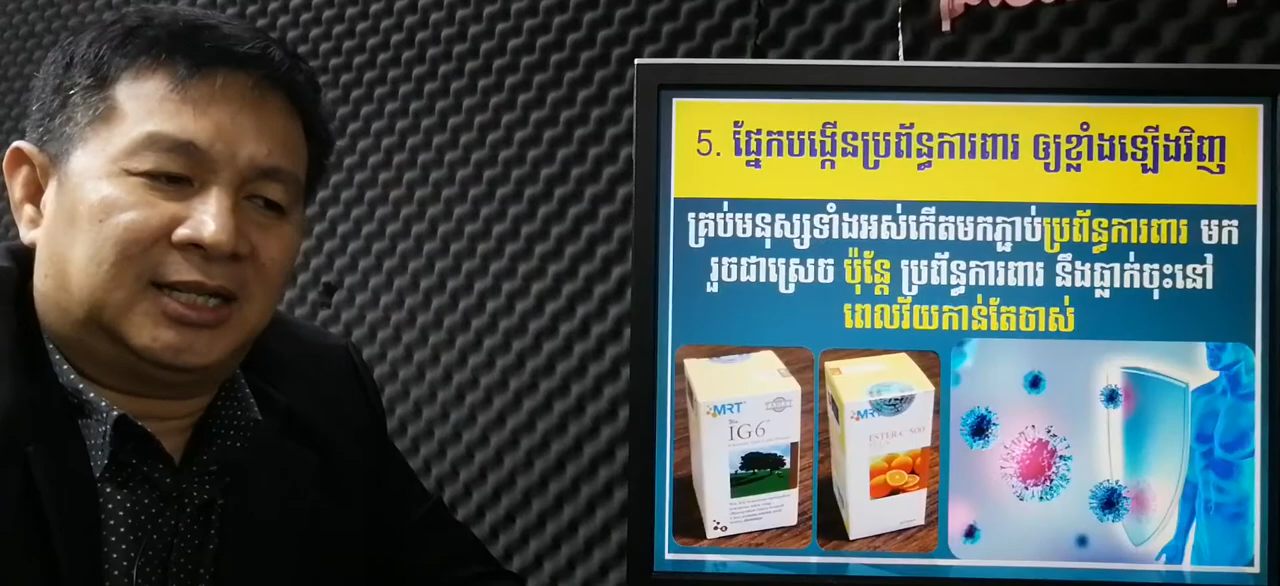 5. ផ្នែកបង្កើនប្រព័ន្ធការពារ ឲ្យខ្លាំងឡើងវិញ
គ្រប់មនុស្សទាំងអស់កើតមកភ្ជាប់ប្រព័ន្ធការពារ មក
រួចជាស្រេច ប៉ុន្តែ ប្រព័ន្ធការពារ នឹងធ្លាក់ចុះនៅ
ពេលវ័យកាន់តែចាស់
MRT
IG6
MRT
ESTER C 500